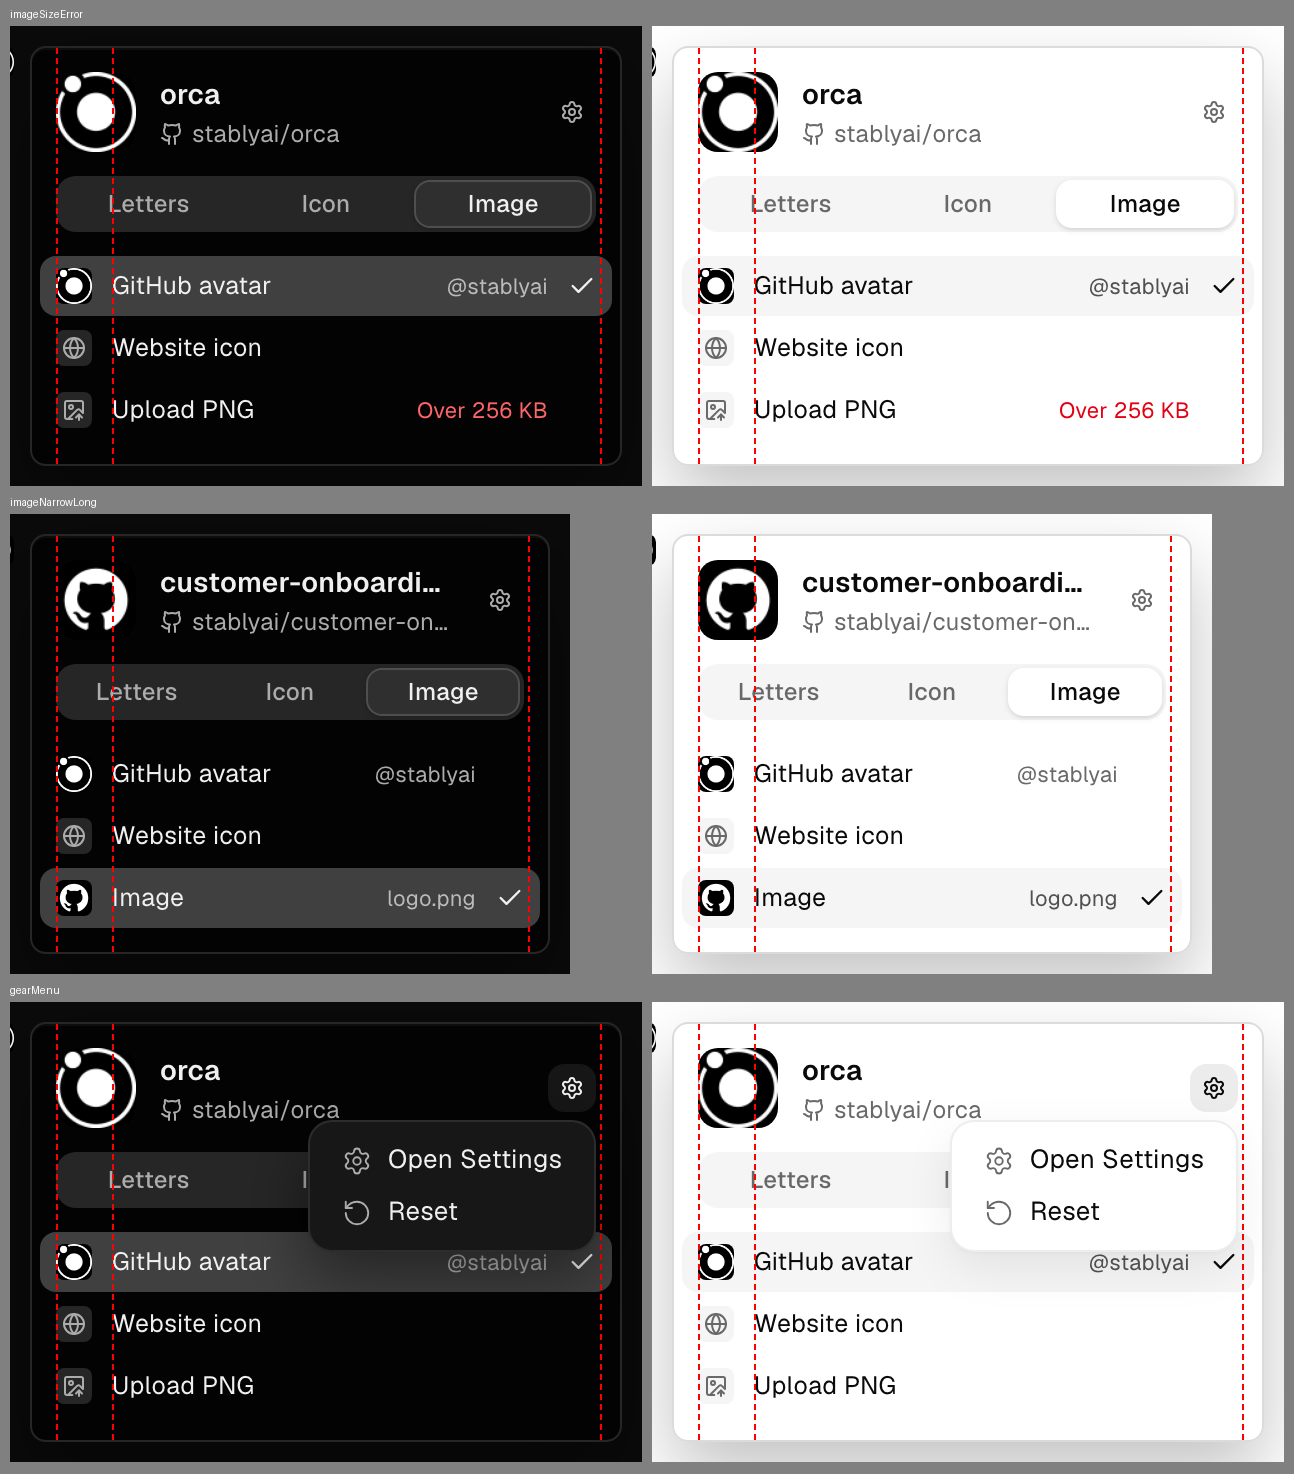 imageSizeError
orca
stablyai/orca
Letters Icon Image
GitHub avatar @stablyai
Website icon
Upload PNG Over 256 KB
orca
stablyai/orca
Letters Icon Image
GitHub avatar @stablyai
Website icon
Upload PNG Over 256 KB
imageNarrowLong
customer-onboardi...
stablyai/customer-on...
Letters Icon Image
GitHub avatar @stablyai
Website icon
Image logo.png
customer-onboardi...
stablyai/customer-on...
Letters Icon Image
GitHub avatar @stablyai
Website icon
Image logo.png
gearMenu
orca
stablyai/orca
Open Settings
Letters I
Reset
GitHub avatar @stablyai
Website icon
Upload PNG
orca
stablyai/orca
Open Settings
Letters I
Reset
GitHub avatar @stablyai
Website icon
Upload PNG